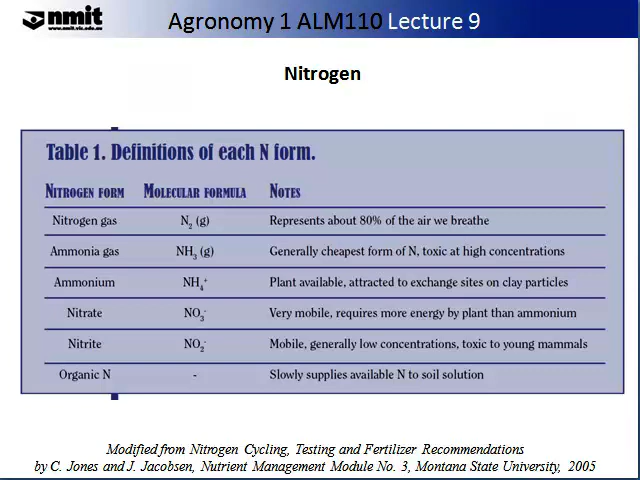 nmit
www.nmit.vic.edu.au
Agronomy 1 ALM110 Lecture 9
Nitrogen
Table 1. Definitions of each N form.
NITROGEN FORM MOLECULAR FORMULA NOTES
Nitrogen gas N₂ (g) Represents about 80% of the air we breathe
Ammonia gas NH₃ (g) Generally cheapest form of N, toxic at high concentrations
Ammonium NH₄⁺ Plant available, attracted to exchange sites on clay particles
Nitrate NO₃⁻ Very mobile, requires more energy by plant than ammonium
Nitrite NO₂⁻ Mobile, generally low concentrations, toxic to young mammals
Organic N - Slowly supplies available N to soil solution
Modified from Nitrogen Cycling, Testing and Fertilizer Recommendations
by C. Jones and J. Jacobsen, Nutrient Management Module No. 3, Montana State University, 2005